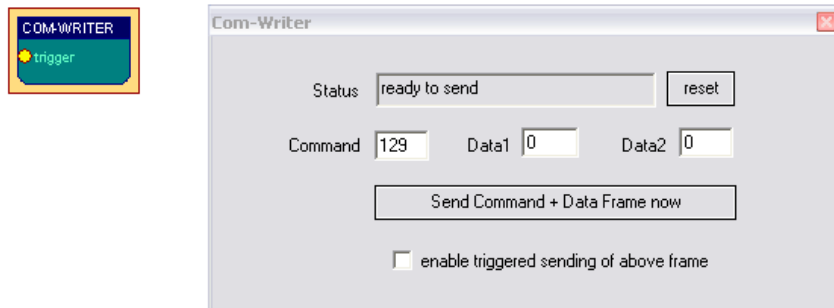 COM-WRITER
trigger
Com-Writer
Status ready to send reset
Command 129 Data1 0 Data2 0
Send Command + Data Frame now
enable triggered sending of above frame